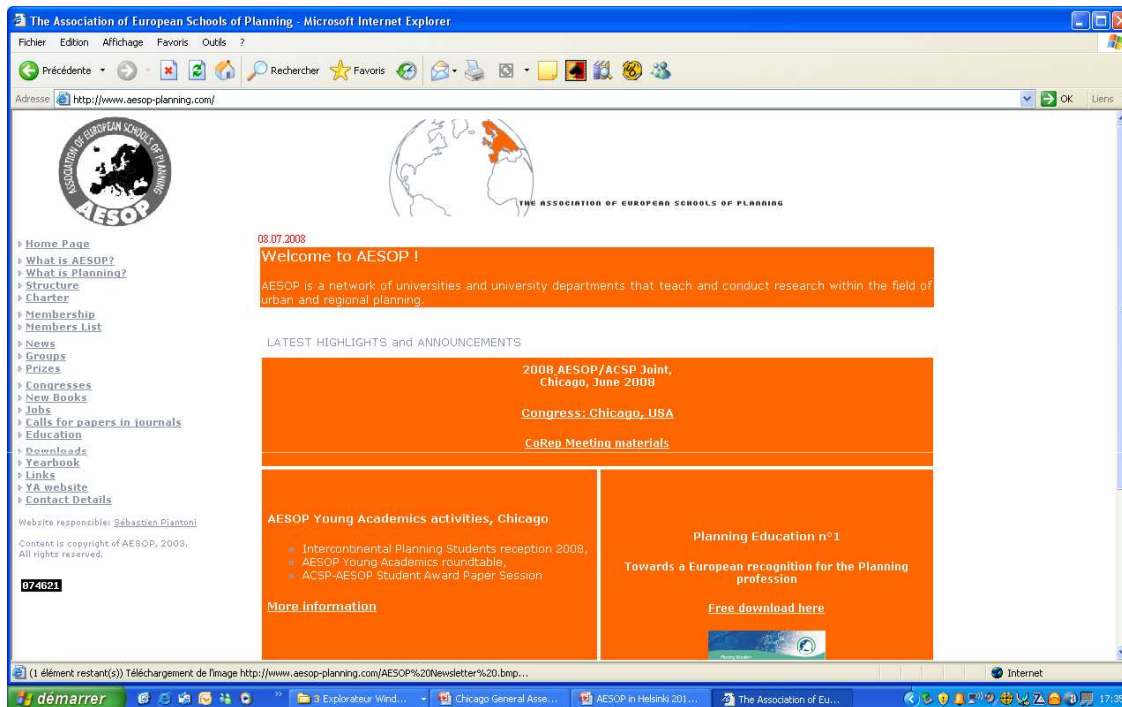 The Association of European Schools of Planning - Microsoft Internet Explorer
Fichier Edition Affichage Favoris Outils ?
Précédente Rechercher Favoris
Adresse http://www.aesop-planning.com/ OK Liens
ASSOCIATION OF EUROPEAN SCHOOLS OF PLANNING
AESOP
THE ASSOCIATION OF EUROPEAN SCHOOLS OF PLANNING
Home Page
What is AESOP?
What is Planning?
Structure
Charter
Membership
Members List
News
Groups
Prizes
Congresses
New Books
Jobs
Calls for papers in journals
Education
Downloads
Yearbook
Links
YA website
Contact Details
Website responsible: Sébastien Piantoni
Content is copyright of AESOP, 2003.
All rights reserved.
074621
08.07.2008
Welcome to AESOP !
AESOP is a network of universities and university departments that teach and conduct research within the field of
urban and regional planning.
LATEST HIGHLIGHTS and ANNOUNCEMENTS
2008 AESOP/ACSP Joint,
Chicago, June 2008
Congress: Chicago, USA
CoRep Meeting materials
AESOP Young Academics activities, Chicago
Intercontinental Planning Students reception 2008,
AESOP Young Academics roundtable,
ACSP-AESOP Student Award Paper Session
More information
Planning Education n°1
Towards a European recognition for the Planning
profession
Free download here
(1 élément restant(s)) Téléchargement de l'image http://www.aesop-planning.com/AESOP%20Newsletter%20.bmp... Internet
démarrer 3 Explorateur Wind... Chicago General Asse... AESOP in Helsinki 201... The Association of Eu... 17:35